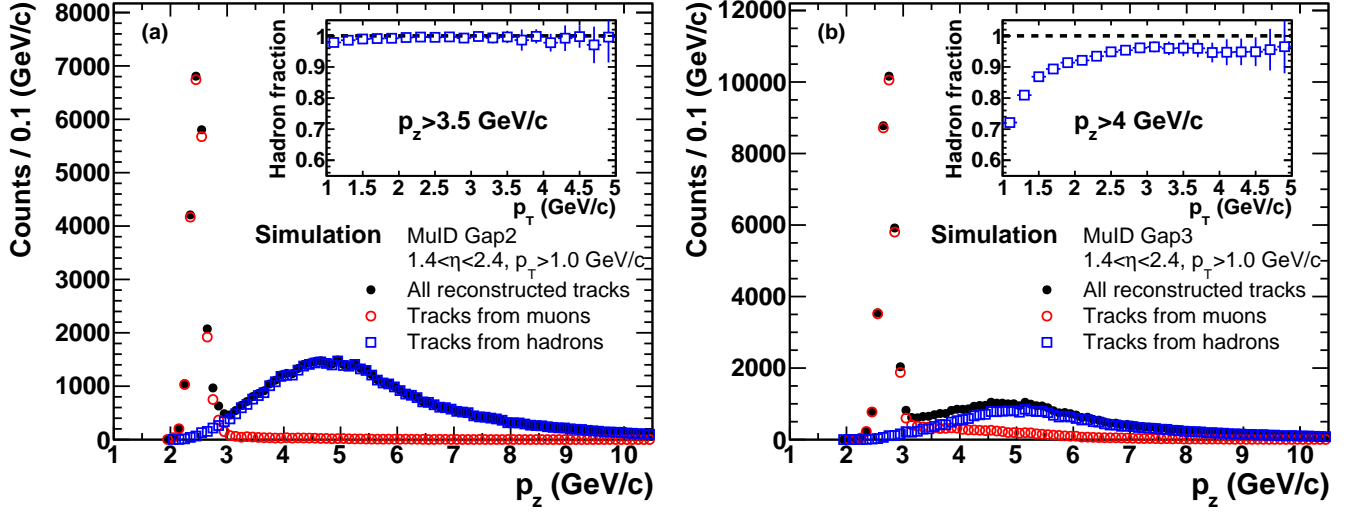 (a)
Counts / 0.1 (GeV/c)
8000
7000
6000
5000
4000
3000
2000
1000
0
1 2 3 4 5 6 7 8 9 10
p_z (GeV/c)
Hadron fraction
1
0.9
0.8
0.7
0.6
p_z>3.5 GeV/c
1 1.5 2 2.5 3 3.5 4 4.5 5
p_T (GeV/c)
Simulation
MuID Gap2
1.4<η<2.4, p_T>1.0 GeV/c
All reconstructed tracks
Tracks from muons
Tracks from hadrons
(b)
Counts / 0.1 (GeV/c)
12000
10000
8000
6000
4000
2000
0
1 2 3 4 5 6 7 8 9 10
p_z (GeV/c)
Hadron fraction
1
0.9
0.8
0.7
0.6
p_z>4 GeV/c
1 1.5 2 2.5 3 3.5 4 4.5 5
p_T (GeV/c)
Simulation
MuID Gap3
1.4<η<2.4, p_T>1.0 GeV/c
All reconstructed tracks
Tracks from muons
Tracks from hadrons